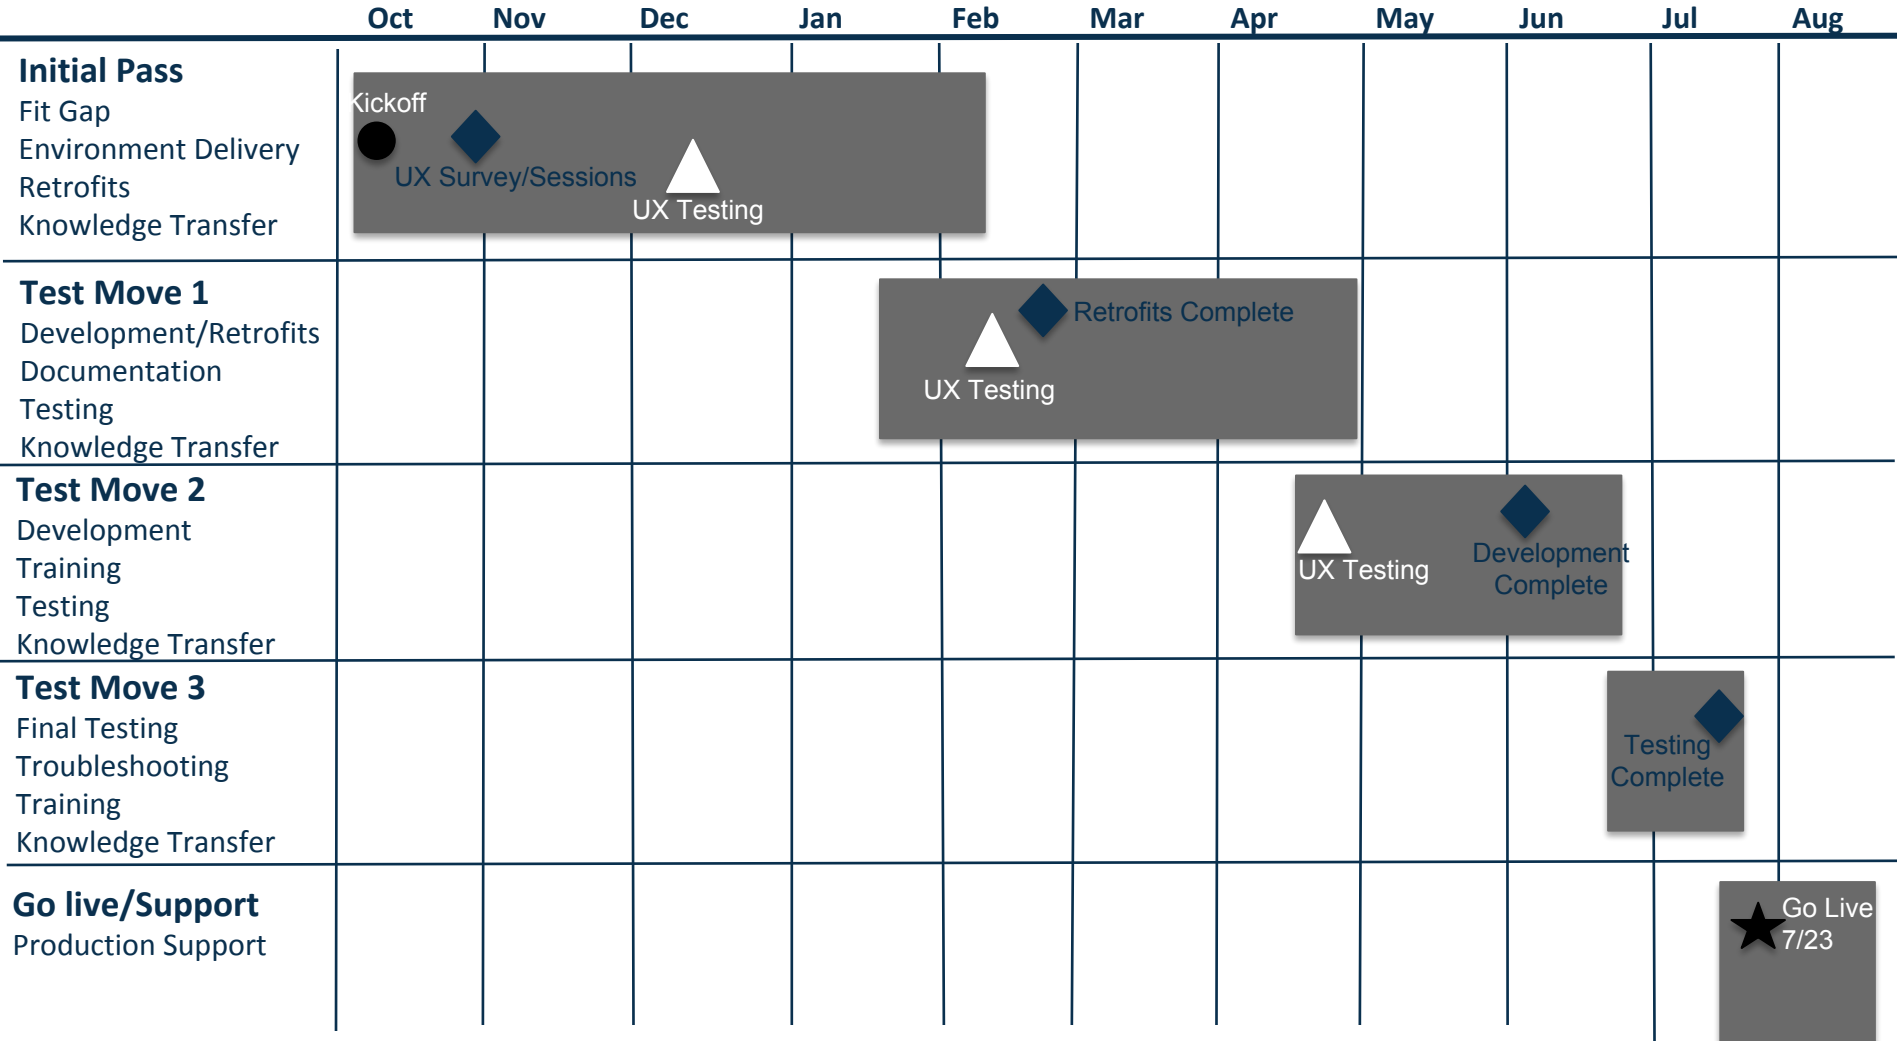 Oct Nov Dec Jan Feb Mar Apr May Jun Jul Aug
Initial Pass
Fit Gap
Environment Delivery
Retrofits
Knowledge Transfer
Kickoff
UX Survey/Sessions
UX Testing
Test Move 1
Development/Retrofits
Documentation
Testing
Knowledge Transfer
Retrofits Complete
UX Testing
Test Move 2
Development
Training
Testing
Knowledge Transfer
UX Testing
Development
Complete
Test Move 3
Final Testing
Troubleshooting
Training
Knowledge Transfer
Testing
Complete
Go live/Support
Production Support
Go Live
7/23